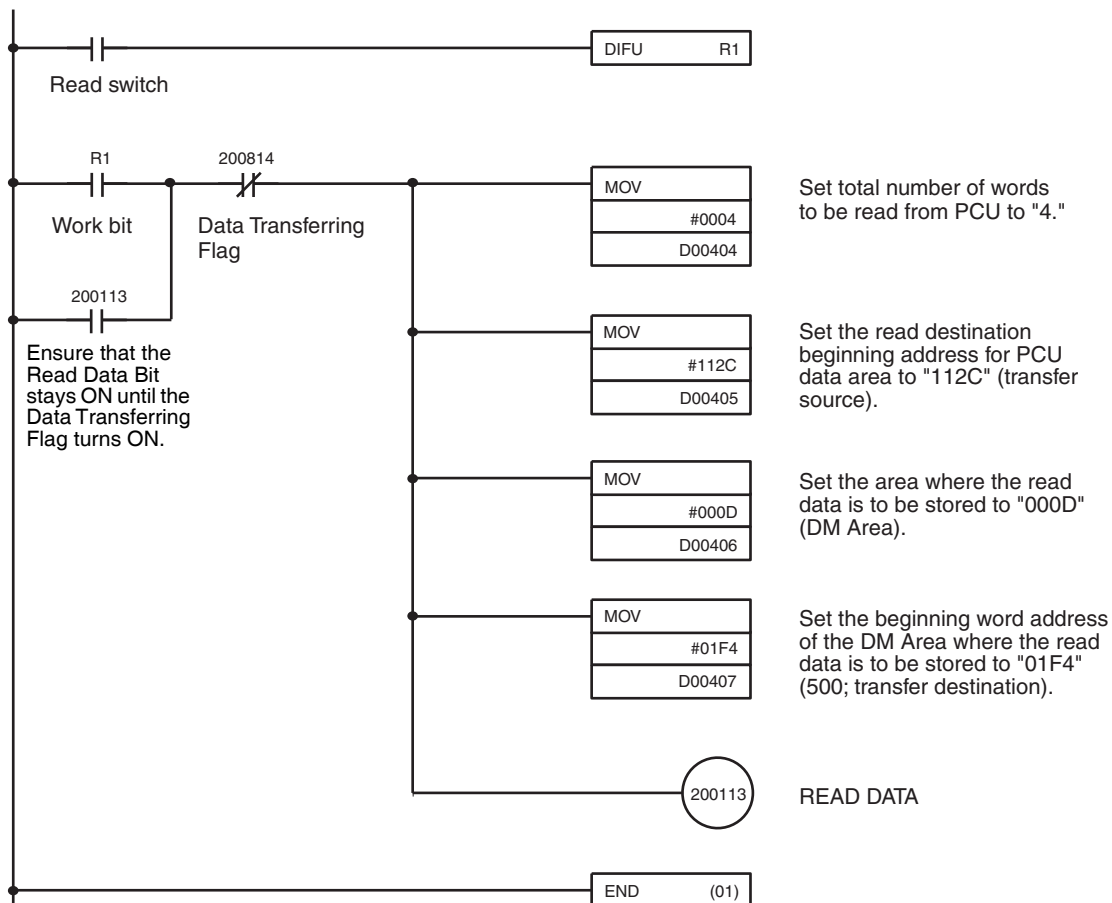 DIFU R1
Read switch
R1
200814
Work bit
Data Transferring
Flag
200113
Ensure that the
Read Data Bit
stays ON until the
Data Transferring
Flag turns ON.
MOV
#0004
D00404
Set total number of words
to be read from PCU to "4."
MOV
#112C
D00405
Set the read destination
beginning address for PCU
data area to "112C" (transfer
source).
MOV
#000D
D00406
Set the area where the read
data is to be stored to "000D"
(DM Area).
MOV
#01F4
D00407
Set the beginning word address
of the DM Area where the read
data is to be stored to "01F4"
(500; transfer destination).
200113
READ DATA
END (01)